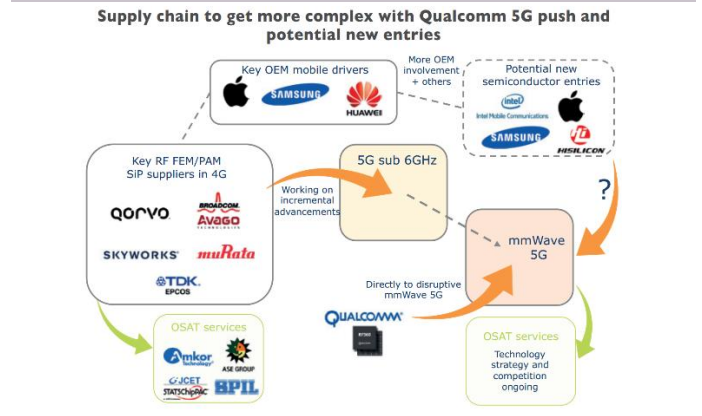 Supply chain to get more complex with Qualcomm 5G push and
potential new entries
Key OEM mobile drivers
SAMSUNG
HUAWEI
More OEM
involvement
+ others
Potential new
semiconductor entries
intel
Intel Mobile Communications
SAMSUNG
Hi
HISILICON
Key RF FEM/PAM
SiP suppliers in 4G
QORVO
BROADCOM
AVAGO
TECHNOLOGIES
SKYWORKS
muRata
TDK
EPCOS
Working on
incremental
advancements
5G sub 6GHz
?
mmWave
5G
Directly to disruptive
mmWave 5G
QUALCOMM
OSAT services
Amkor
Technology
ASE GROUP
JCET
STATSChipPAC
SPIL
OSAT services
Technology
strategy and
competition
ongoing